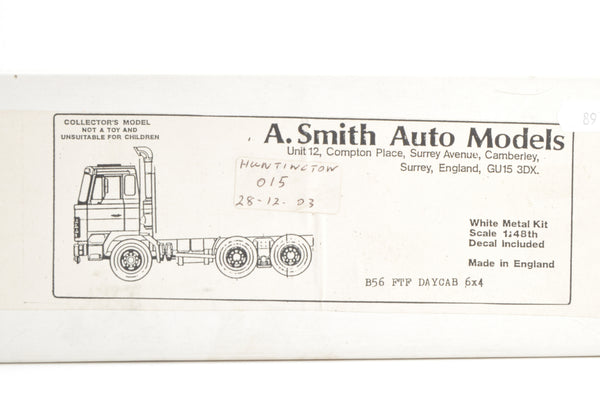 COLLECTOR'S MODEL
NOT A TOY AND
UNSUITABLE FOR CHILDREN
A. Smith Auto Models
Unit 12, Compton Place, Surrey Avenue, Camberley,
Surrey, England, GU15 3DX.
89
HUNTINGTON
015
28-12-03
White Metal Kit
Scale 1:48th
Decal included
Made in England
B56 FTF DAYCAB 6x4